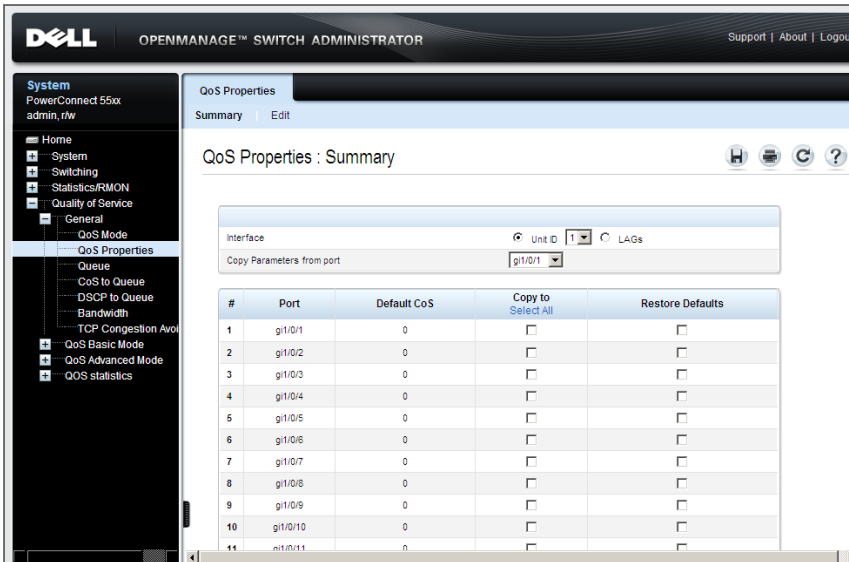 DELL
OPENMANAGE™ SWITCH ADMINISTRATOR
Support | About |
System
PowerConnect 55xx
admin, r/w
Home
System
Switching
Statistics/RMON
Quality of Service
General
QoS Mode
QoS Properties
Queue
CoS to Queue
DSCP to Queue
Bandwidth
TCP Congestion
QoS Basic Mode
QoS Advanced Mode
QOS statistics
QoS Properties
Summary Edit
QoS Properties : Summary
?
Interface Unit ID 1 LAGs
Copy Parameters from port gi1/0/1
# Port Default CoS Copy to Restore Defaults
Select All
1 gi1/0/1 0
2 gi1/0/2 0
3 gi1/0/3 0
4 gi1/0/4 0
5 gi1/0/5 0
6 gi1/0/6 0
7 gi1/0/7 0
8 gi1/0/8 0
9 gi1/0/9 0
10 gi1/0/10 0
11 gi1/0/11 0